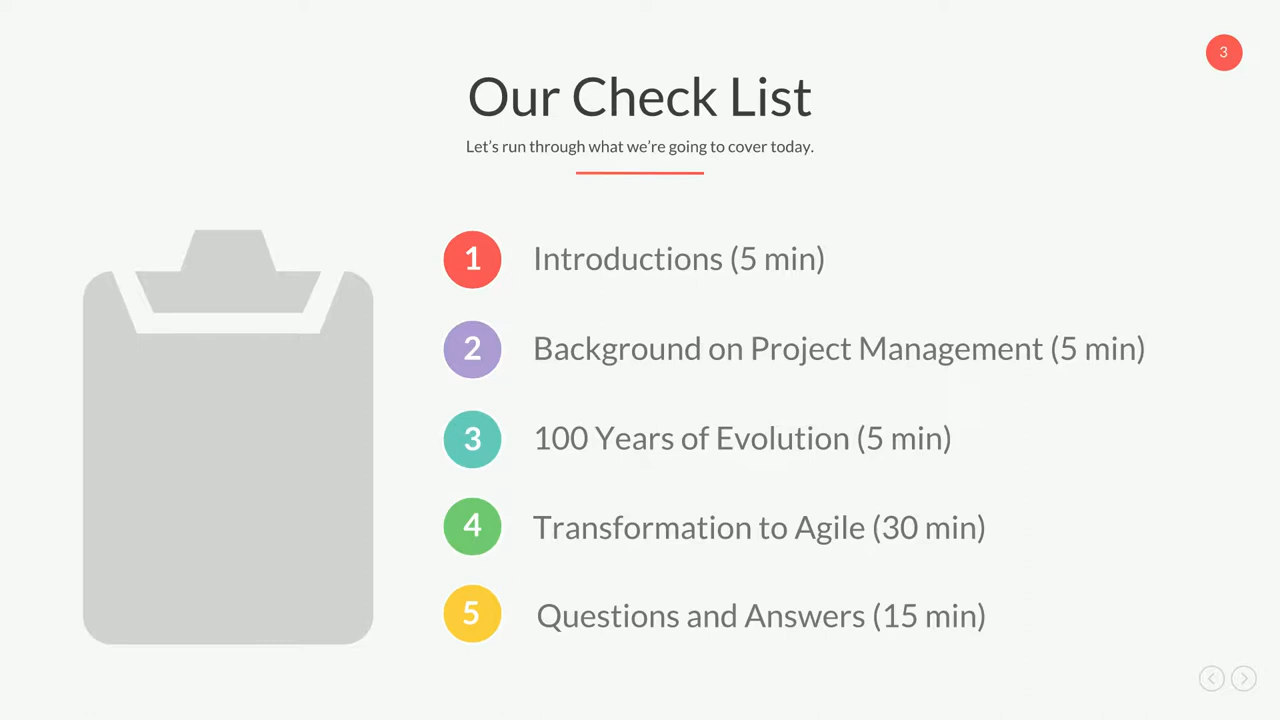 3
Our Check List
Let's run through what we're going to cover today.
1 Introductions (5 min)
2 Background on Project Management (5 min)
3 100 Years of Evolution (5 min)
4 Transformation to Agile (30 min)
5 Questions and Answers (15 min)